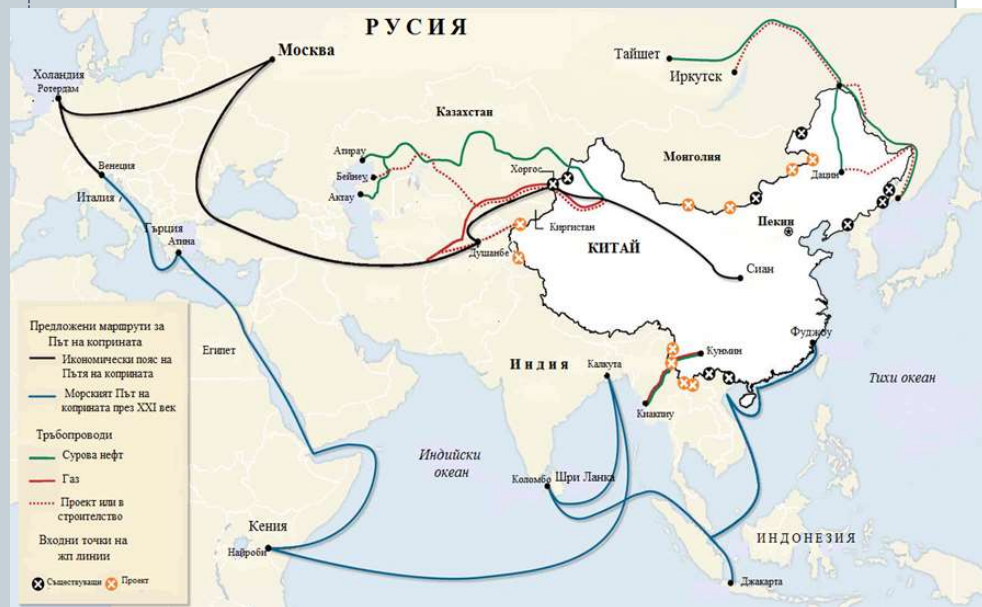 РУСИЯ
Москва
Тайшет
Иркутск
Холандия
Ротердам
Казахстан
Атирау
Бейнеу
Актау
Хоргос
Монголия
Дацин
Венеция
Италия
Гърция
Атина
Душанбе
Киргистан
КИТАЙ
Пекин
Сиан
Фуджоу
Египет
Индия
Калкута
Кунмин
Киакпиу
Тихи океан
Индийски
океан
Коломбо
Шри Ланка
Кения
Найроби
ИНДОНЕЗИЯ
Джакарта
Предложени маршрути за
Път на коприната
Икономически пояс на
Пътя на коприната
Морският Път на
коприната през XXI век
Тръбопроводи
Сурова нефт
Газ
Проект или в
строителство
Входни точки на
жп линии
Съществуващи
Проект